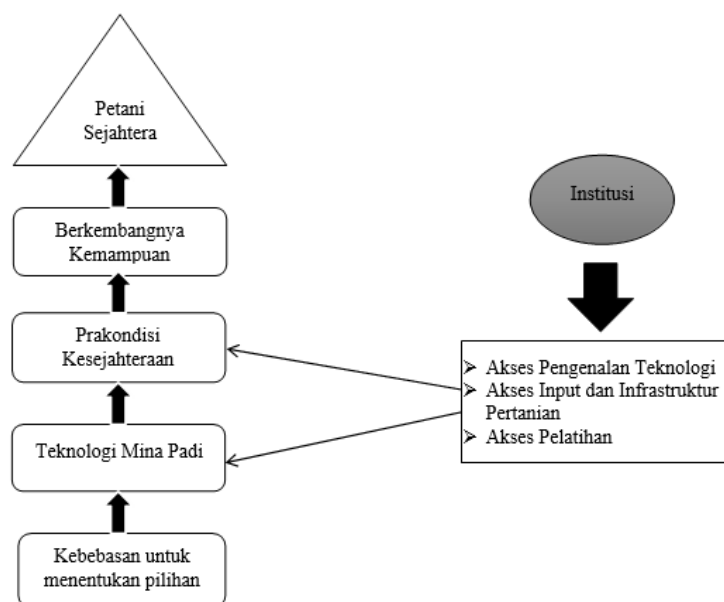 Petani
Sejahtera
Berkembangnya
Kemampuan
Prakondisi
Kesejahteraan
Teknologi Mina Padi
Kebebasan untuk
menentukan pilihan
Institusi
➢ Akses Pengenalan Teknologi
➢ Akses Input dan Infrastruktur
Pertanian
➢ Akses Pelatihan